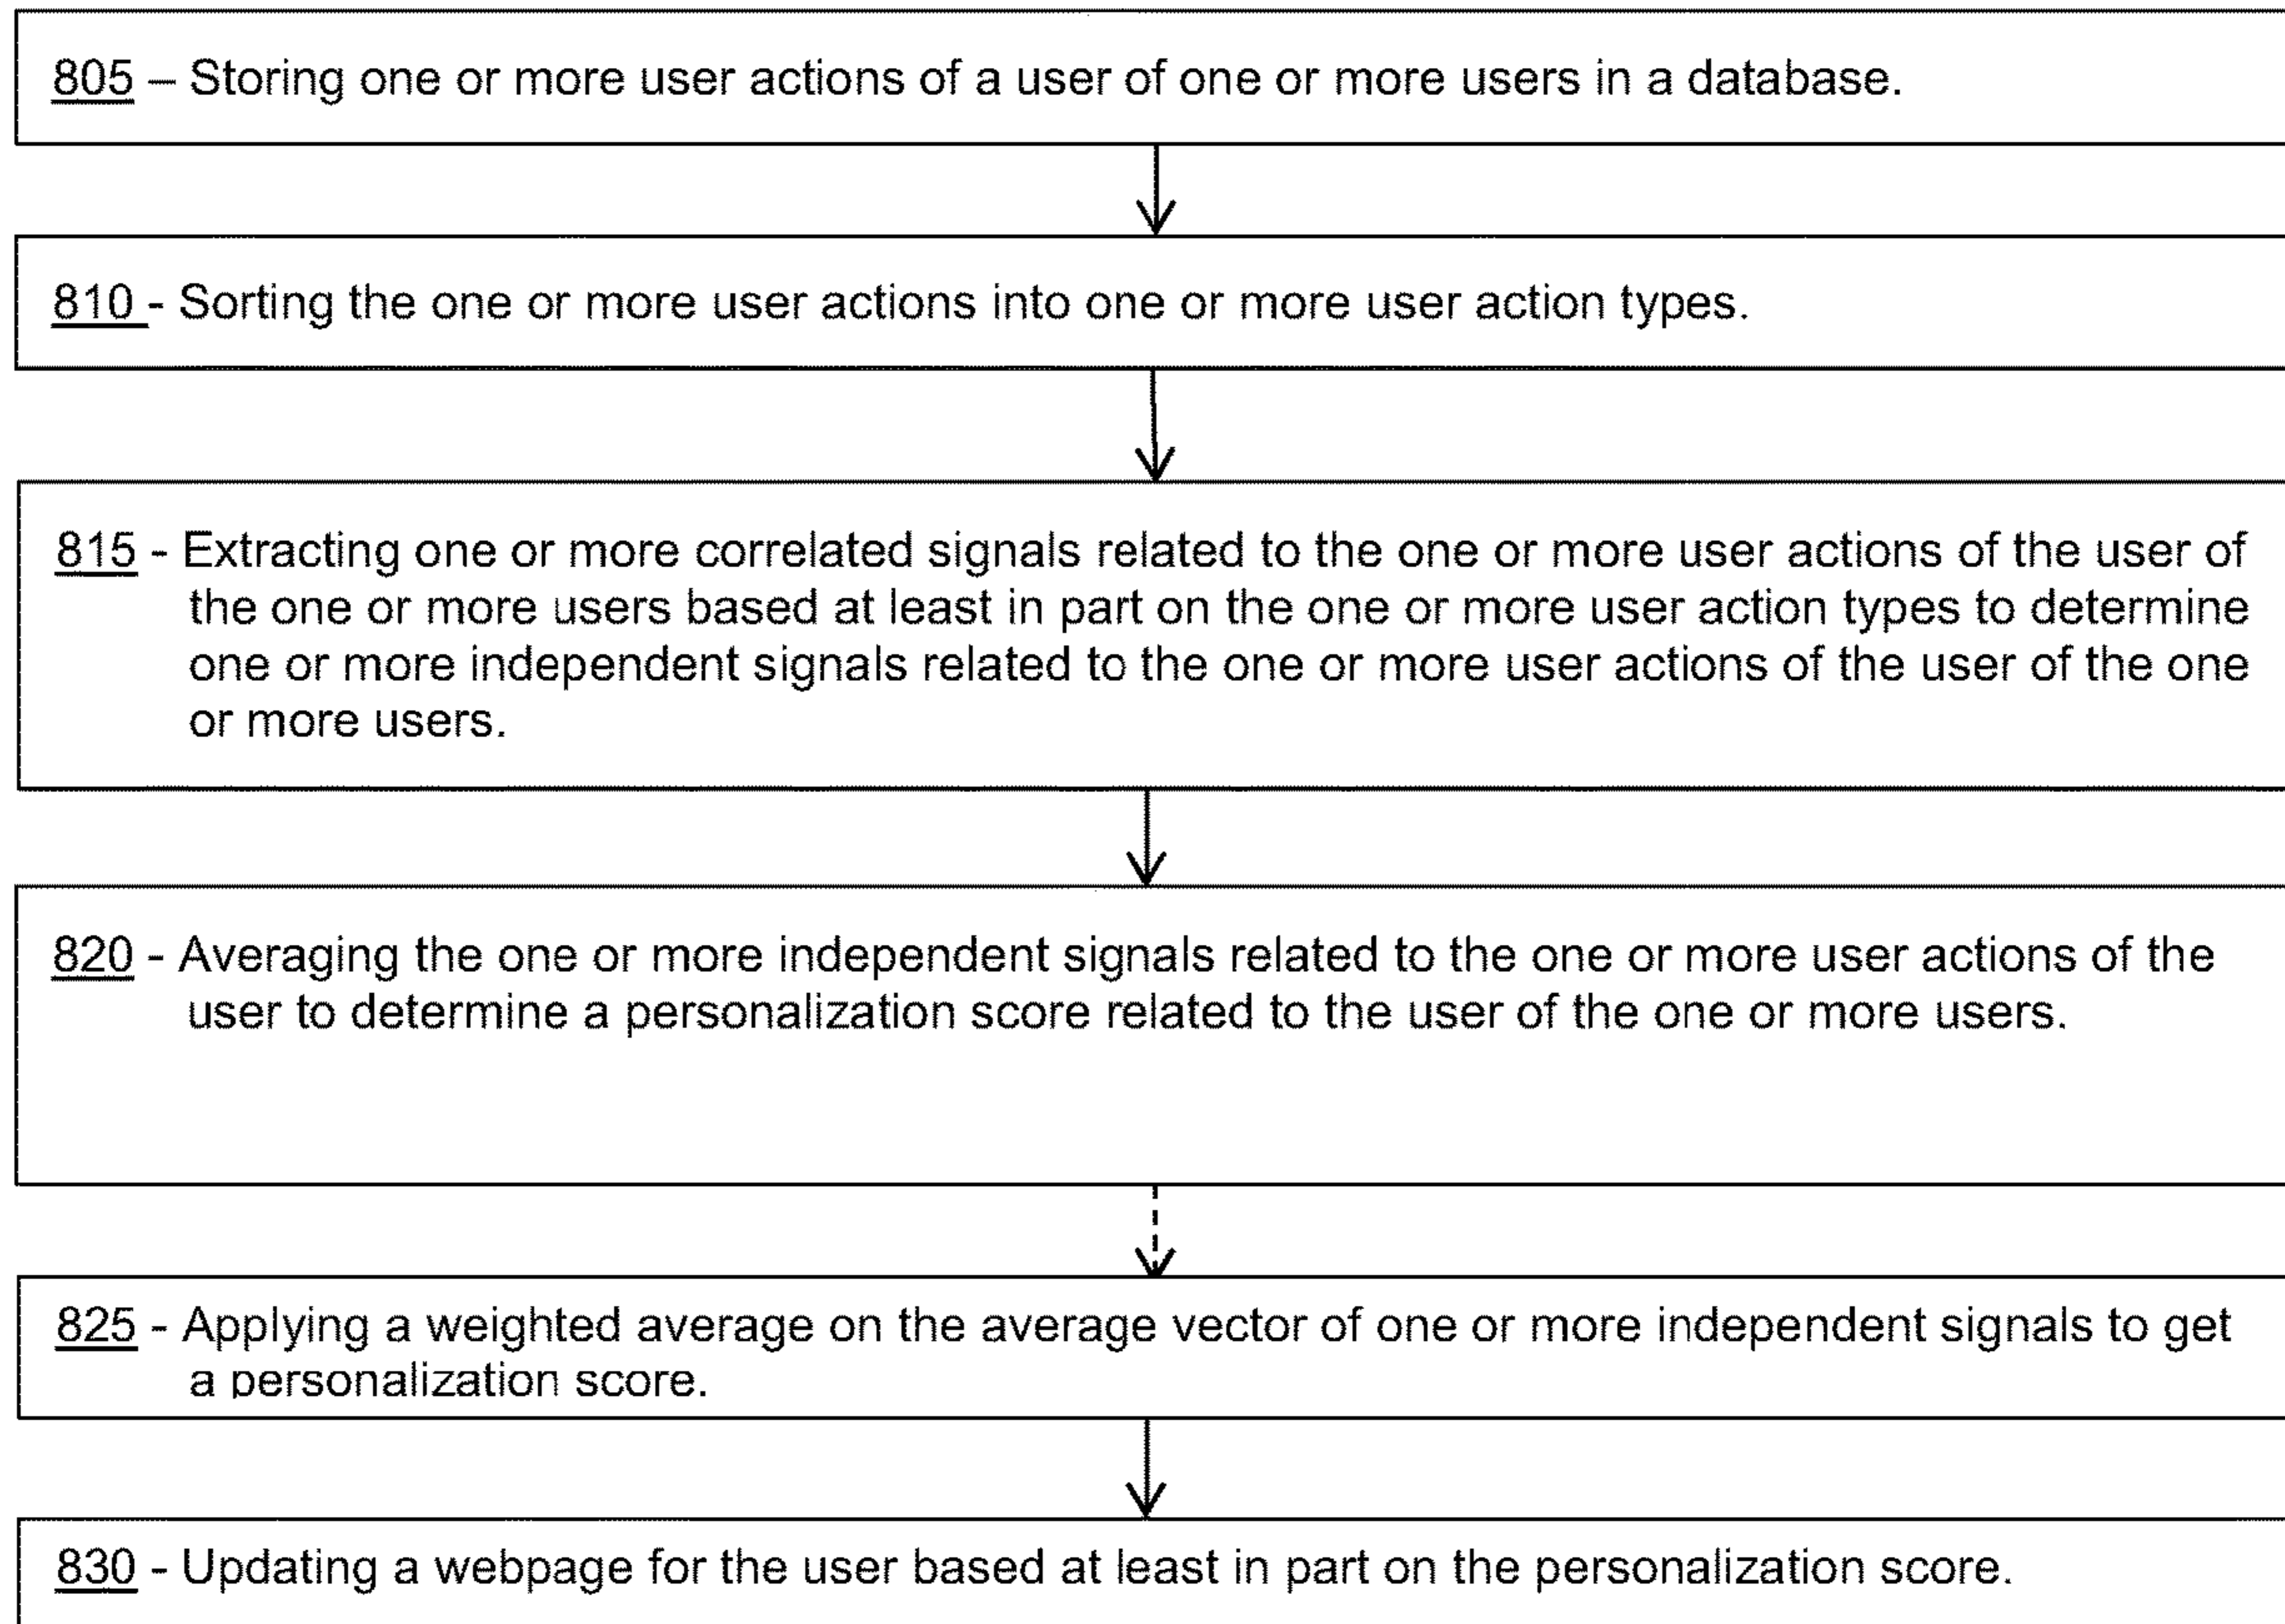 805 – Storing one or more user actions of a user of one or more users in a database.
810 - Sorting the one or more user actions into one or more user action types.
815 - Extracting one or more correlated signals related to the one or more user actions of the user of
the one or more users based at least in part on the one or more user action types to determine
one or more independent signals related to the one or more user actions of the user of the one
or more users.
820 - Averaging the one or more independent signals related to the one or more user actions of the
user to determine a personalization score related to the user of the one or more users.
825 - Applying a weighted average on the average vector of one or more independent signals to get
a personalization score.
830 - Updating a webpage for the user based at least in part on the personalization score.